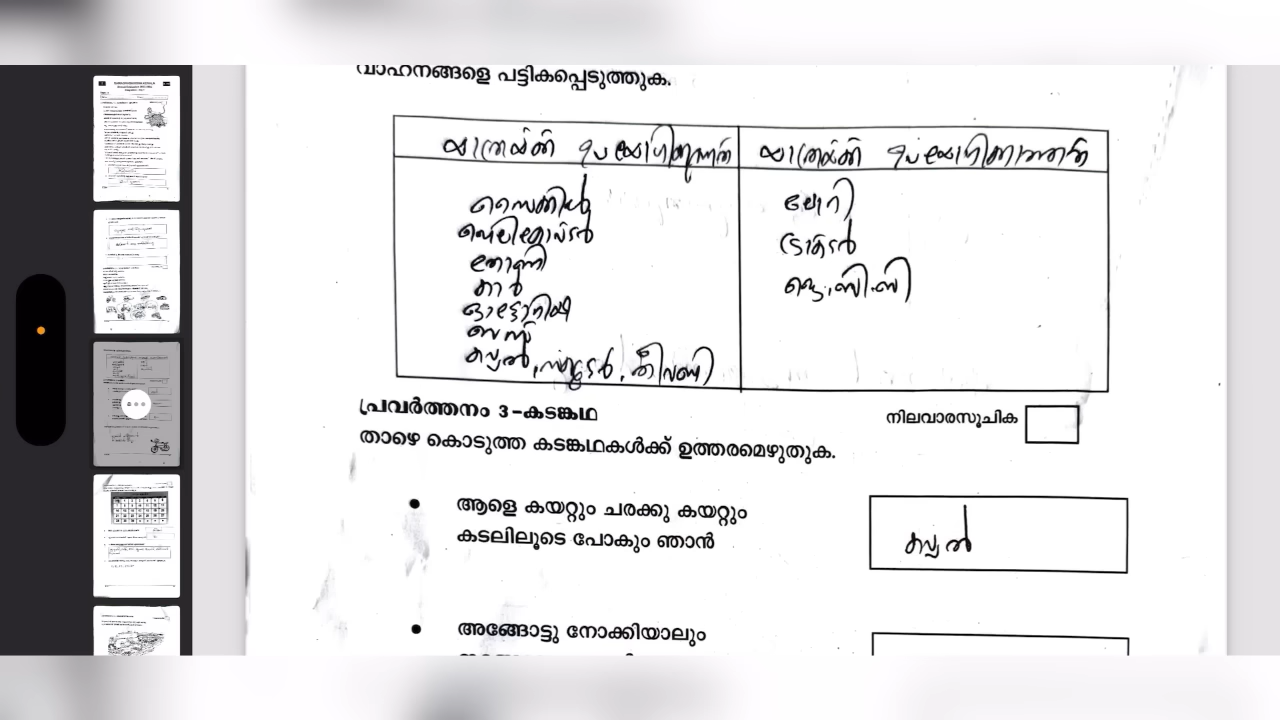 വാഹനങ്ങളെ പട്ടികപ്പെടുത്തുക.
യാത്രയ്ക്ക് ഉപയോഗിക്കുന്നത്
യാത്രയ്ക്ക് ഉപയോഗിക്കാത്തത്
സൈക്കിൾ
ഹെലികോപ്ടർ
തോണി
കാർ
ഓട്ടോറിക്ഷ
ബസ്സ്
കപ്പൽ, സ്കൂട്ടർ, തീവണ്ടി
ലോറി
ട്രാക്ടർ
ജെ.സി.ബി
പ്രവർത്തനം 3 -കടങ്കഥ
നിലവാരസൂചിക
താഴെ കൊടുത്ത കടങ്കഥകൾക്ക് ഉത്തരമെഴുതുക.
ആളെ കയറ്റും ചരക്കു കയറ്റും
കടലിലൂടെ പോകും ഞാൻ
കപ്പൽ
അങ്ങോട്ടു നോക്കിയാലും